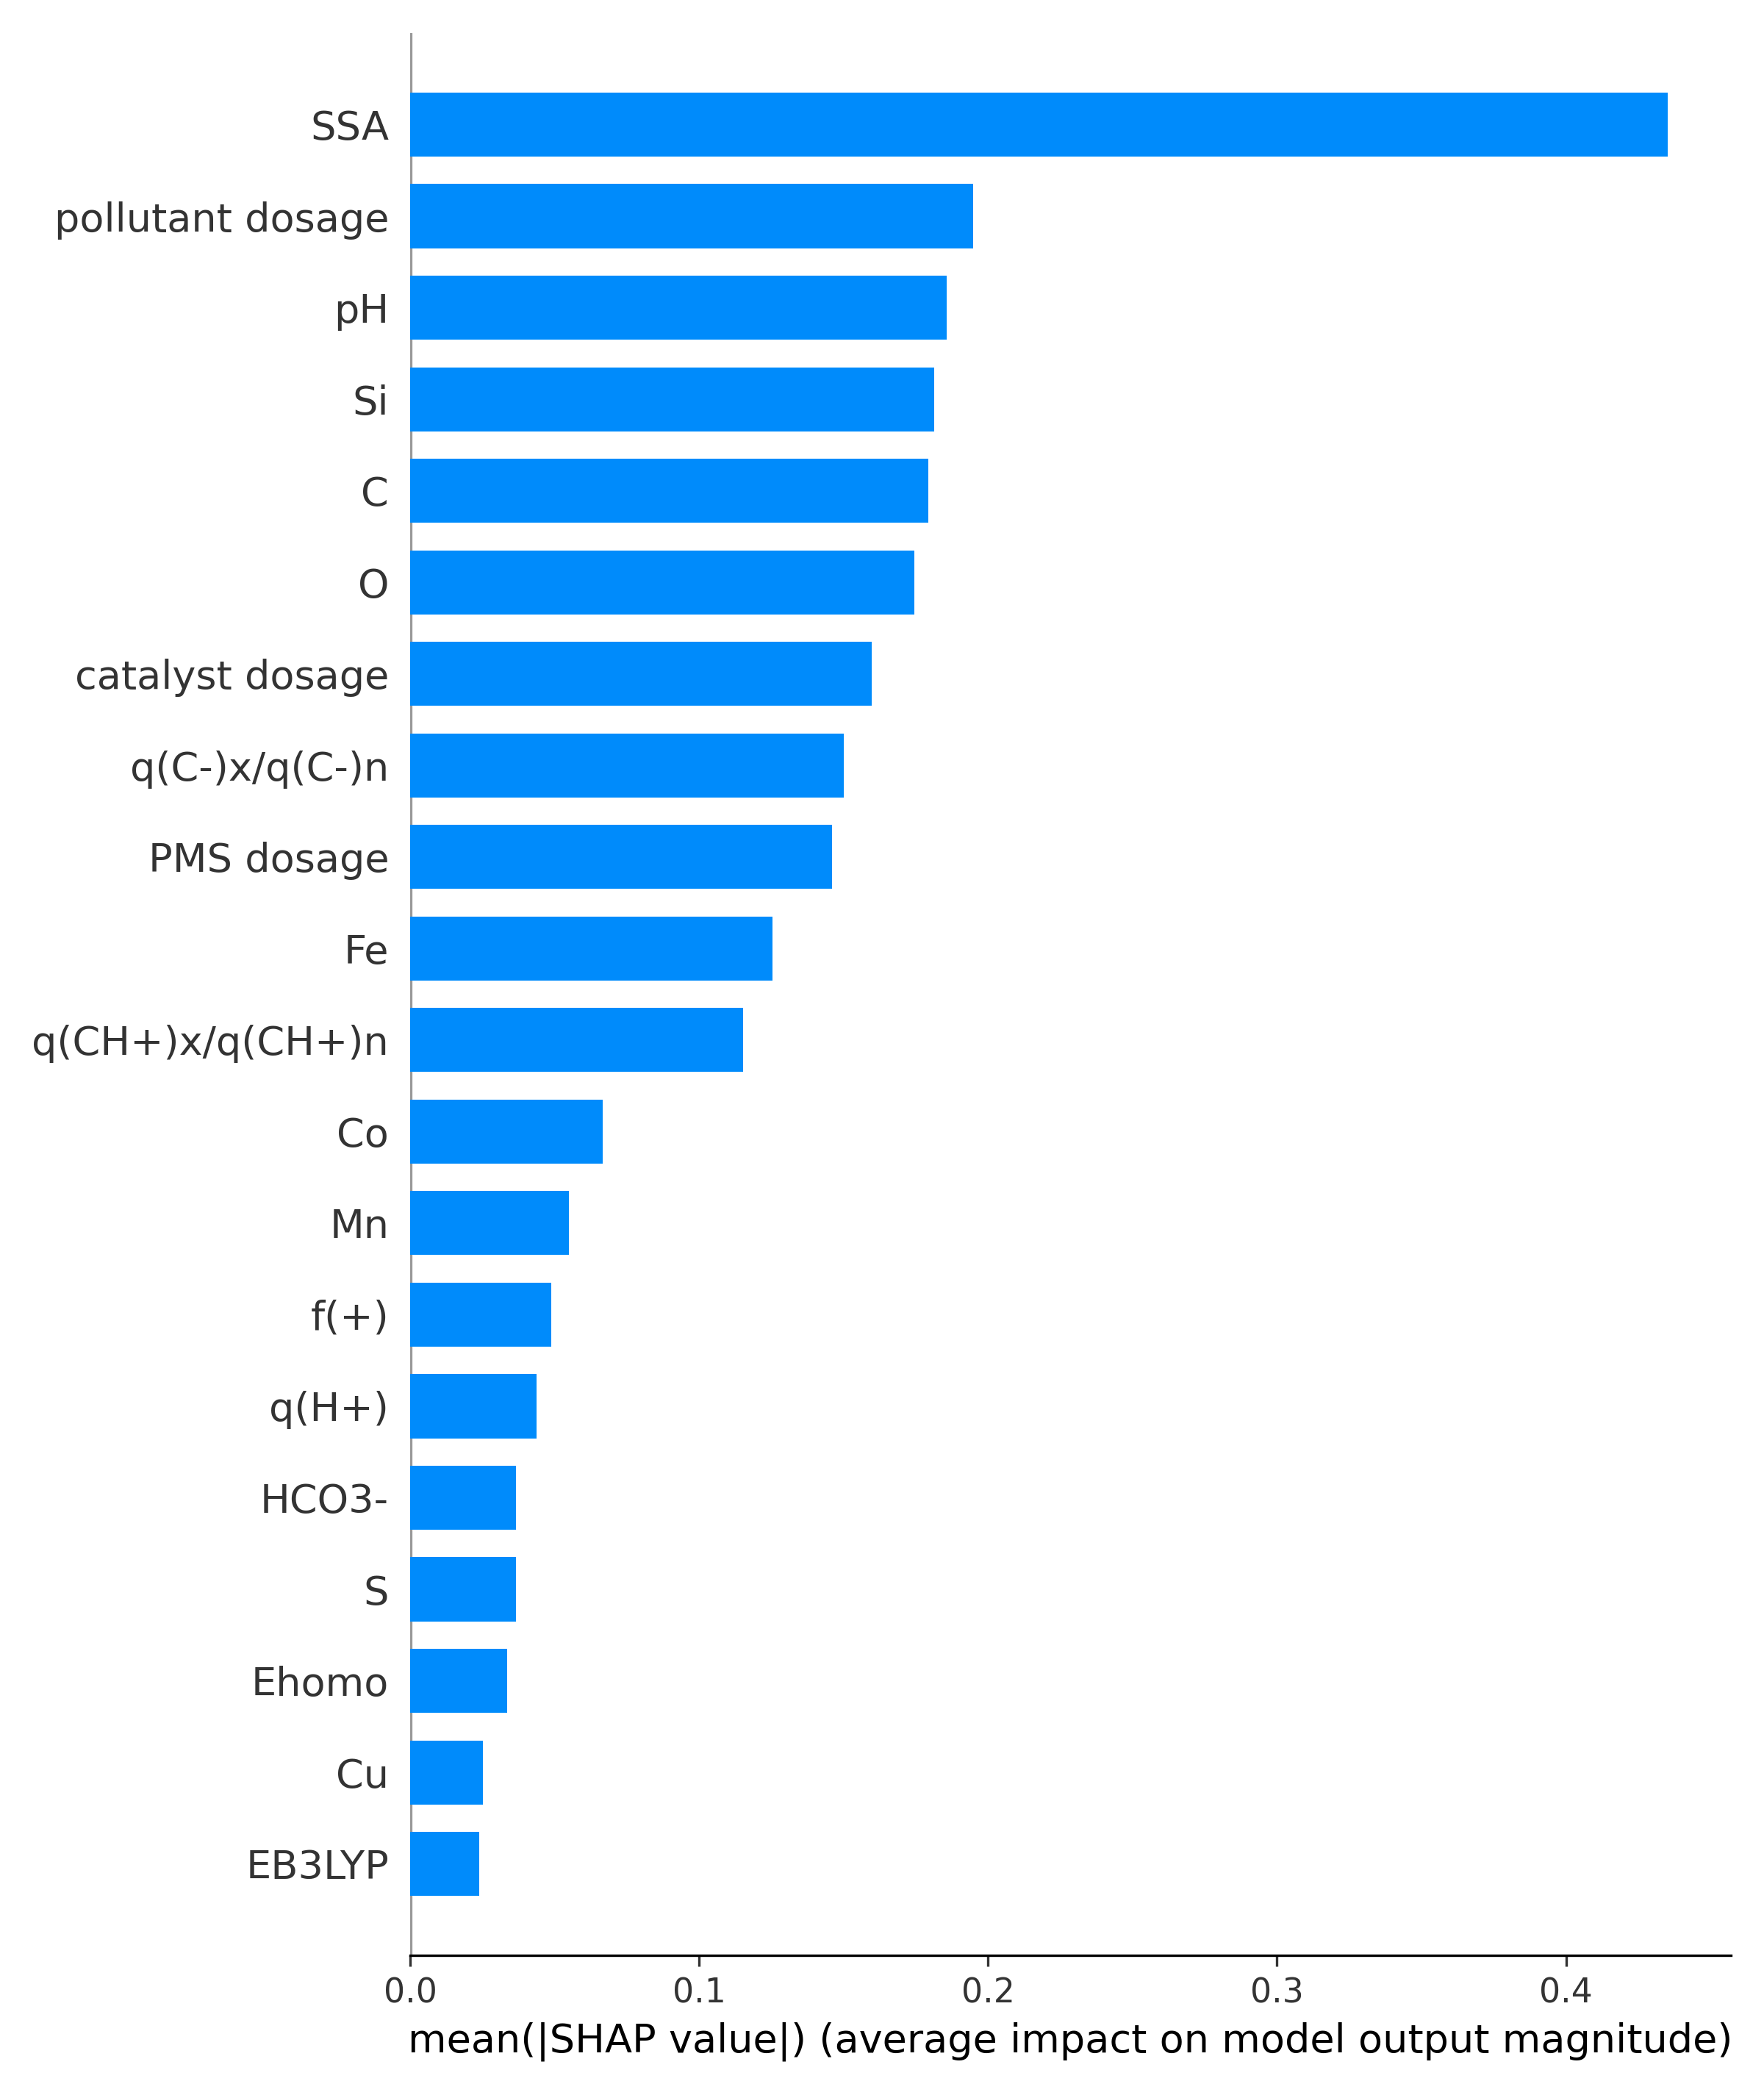 SSA
pollutant dosage
pH
Si
C
O
catalyst dosage
q(C-)x/q(C-)n
PMS dosage
Fe
q(CH+)x/q(CH+)n
Co
Mn
f(+)
q(H+)
HCO3-
S
Ehomo
Cu
EB3LYP
0.0 0.1 0.2 0.3 0.4
mean(|SHAP value|) (average impact on model output magnitude)